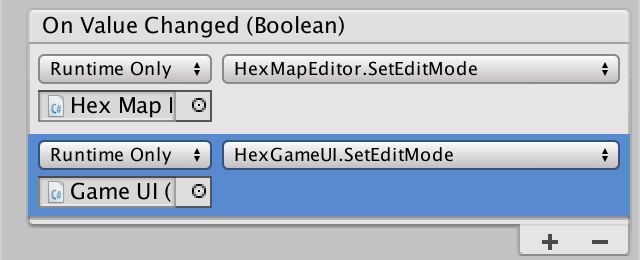 On Value Changed (Boolean)
Runtime Only HexMapEditor.SetEditMode
C# Hex Map
Runtime Only HexGameUI.SetEditMode
C# Game UI (
+ −